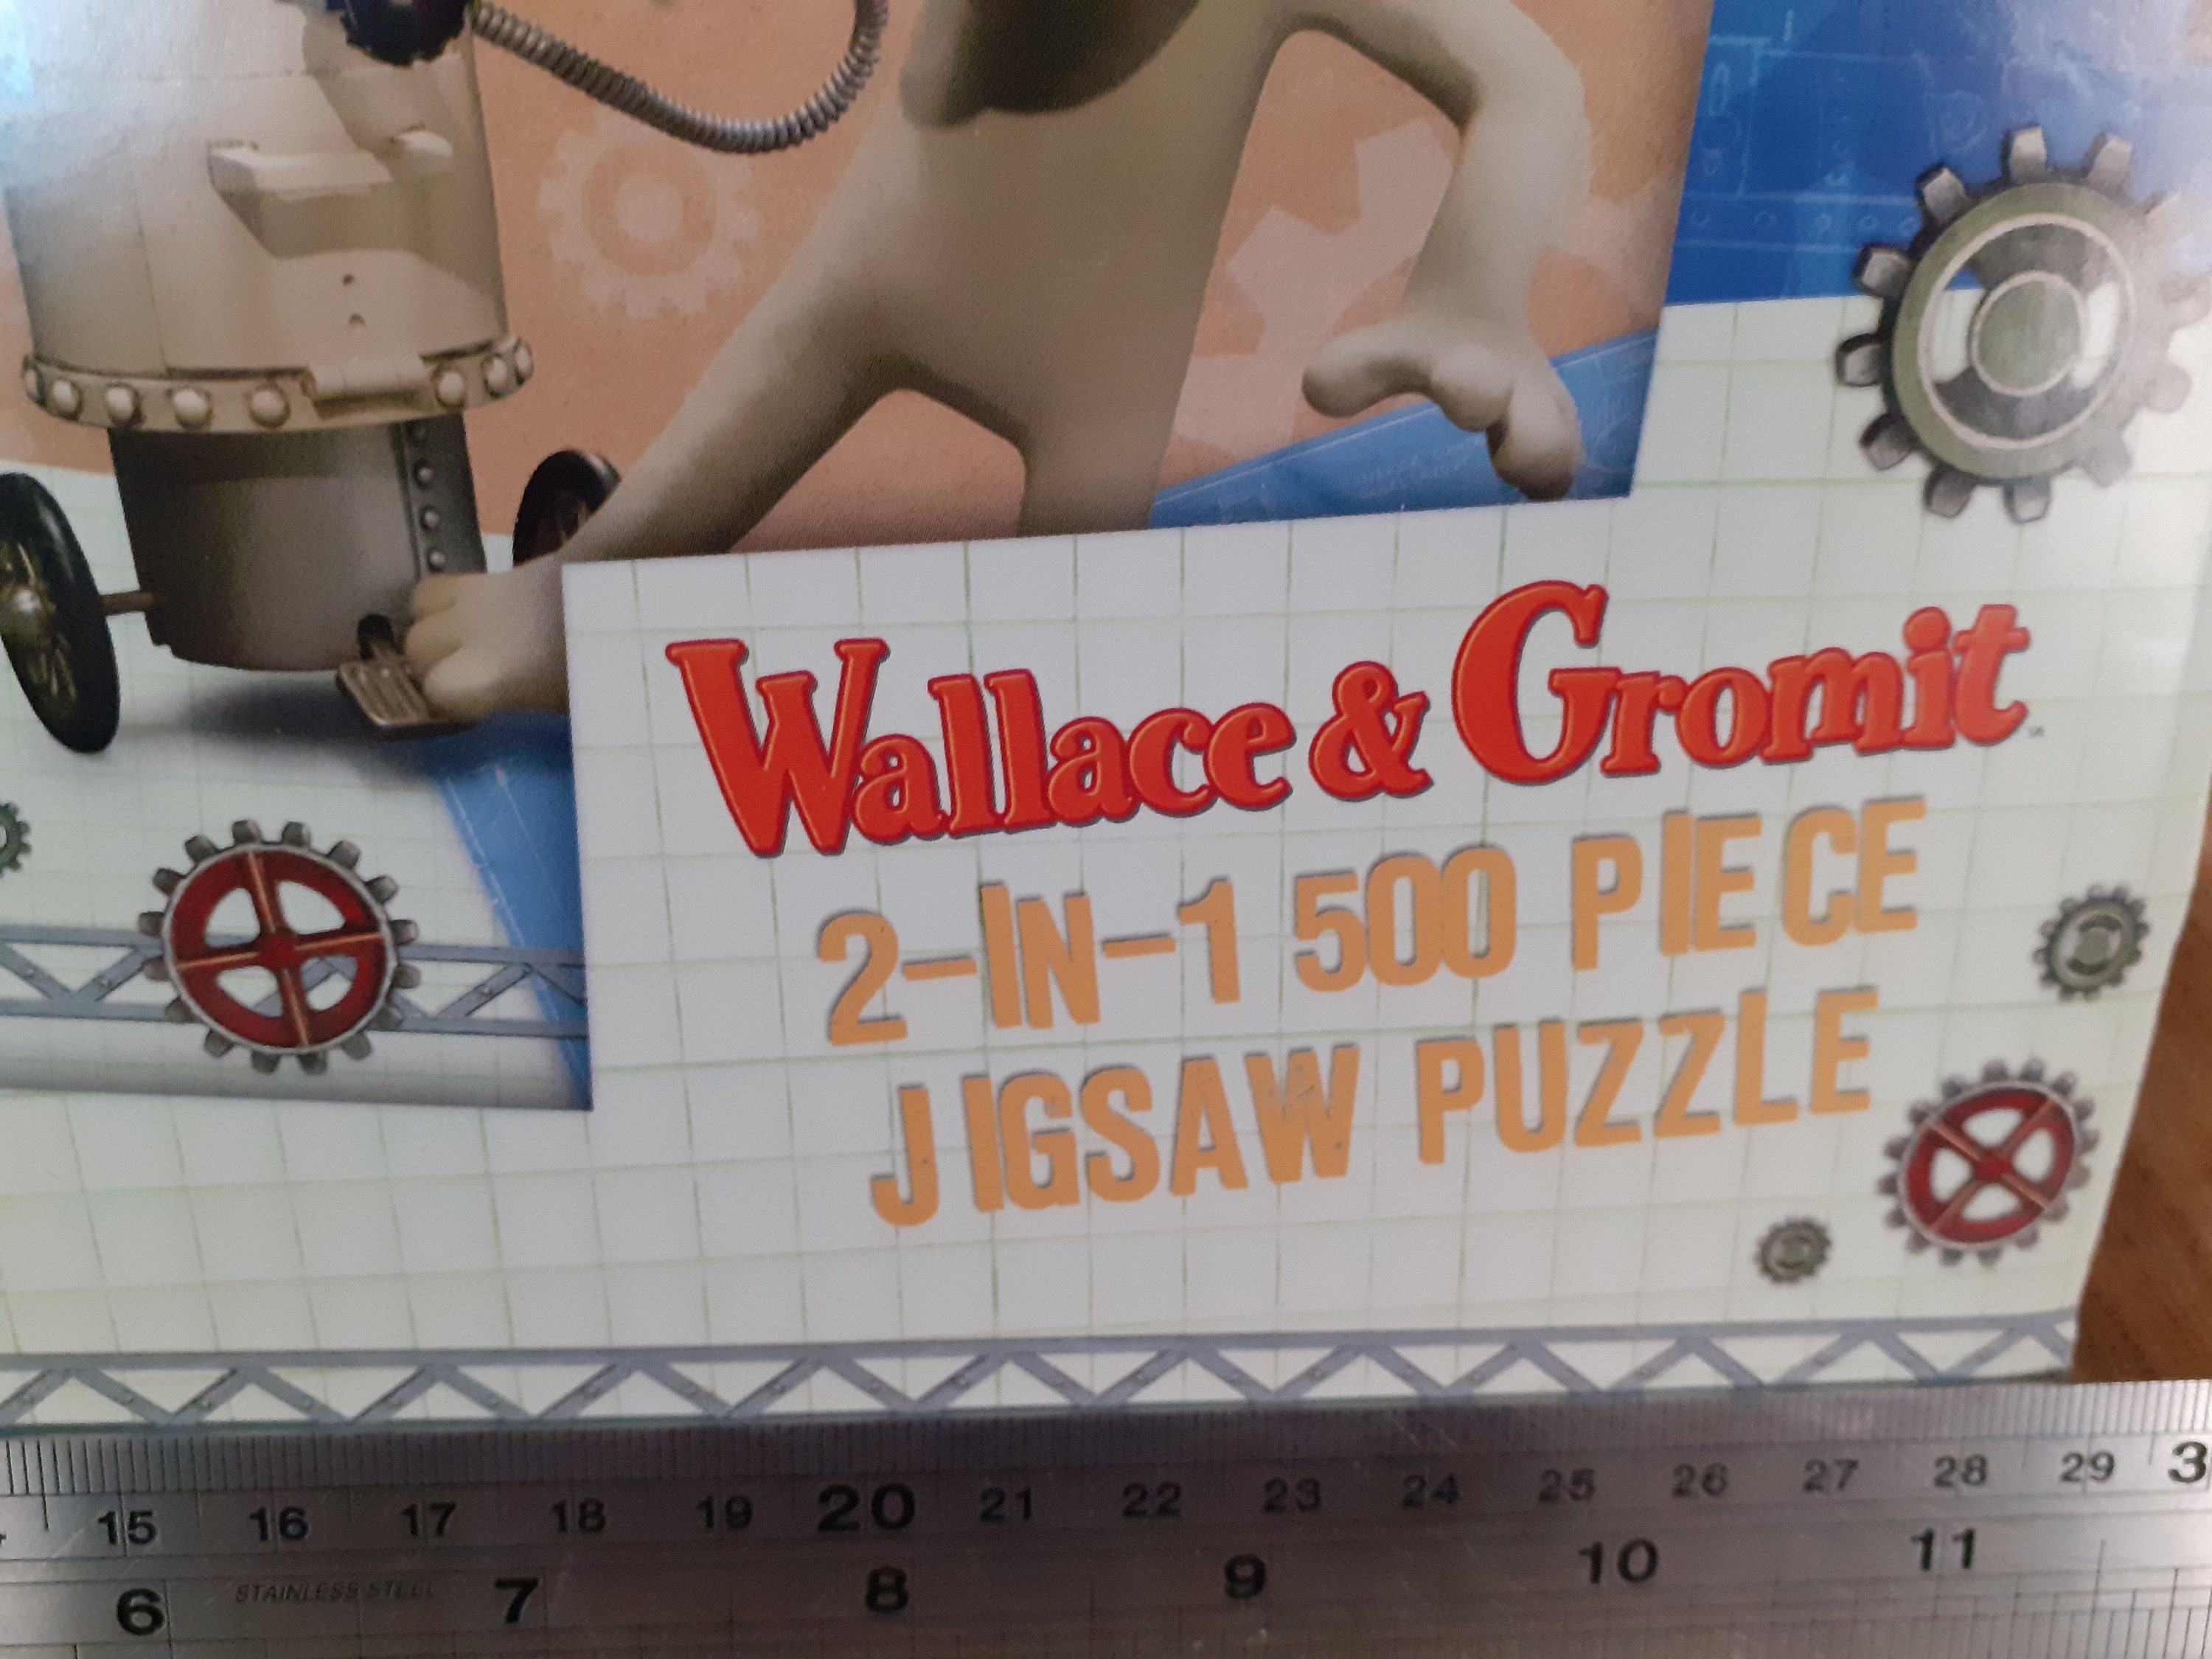 Wallace & Gromit™
2-IN-1 500 PIECE
JIGSAW PUZZLE
15 16 17 18 19 20 21 22 23 24 25 26 27 28 29 3
STAINLESS STEEL
6 7 8 9 10 11